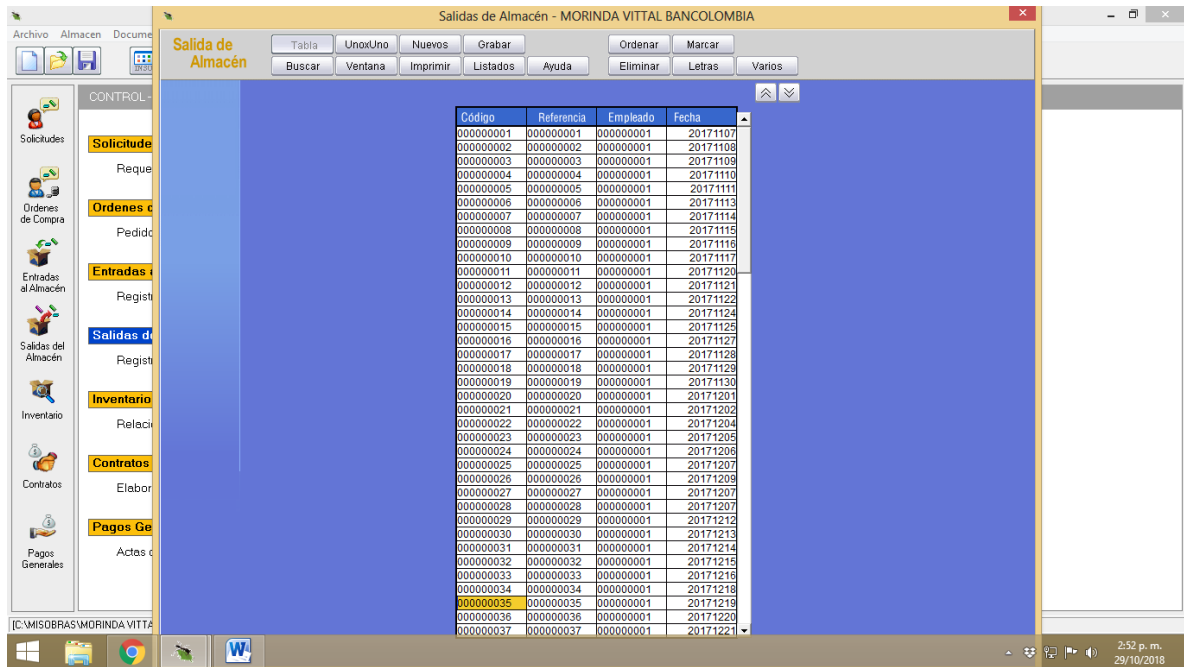 Salidas de Almacén - MORINDA VITTAL BANCOLOMBIA
Archivo Almacen Docume
Salida de
Almacén
Tabla UnoxUno Nuevos Grabar Ordenar Marcar
Buscar Ventana Imprimir Listados Ayuda Eliminar Letras Varios
CONTROL-
Solicitudes
Ordenes
de Compra
Entradas
al Almacén
Salidas del
Almacén
Inventario
Contratos
Pagos
Generales
Solicitude
Reque
Ordenes c
Pedido
Entradas
Registr
Salidas de
Registr
Inventario
Relaci
Contratos
Elabor
Pagos Ge
Actas
Código Referencia Empleado Fecha
000000001 000000001 000000001 20171107
000000002 000000002 000000001 20171108
000000003 000000003 000000001 20171109
000000004 000000004 000000001 20171110
000000005 000000005 000000001 20171111
000000006 000000006 000000001 20171113
000000007 000000007 000000001 20171114
000000008 000000008 000000001 20171115
000000009 000000009 000000001 20171116
000000010 000000010 000000001 20171117
000000011 000000011 000000001 20171120
000000012 000000012 000000001 20171121
000000013 000000013 000000001 20171122
000000014 000000014 000000001 20171124
000000015 000000015 000000001 20171125
000000016 000000016 000000001 20171127
000000017 000000017 000000001 20171128
000000018 000000018 000000001 20171129
000000019 000000019 000000001 20171130
000000020 000000020 000000001 20171201
000000021 000000021 000000001 20171202
000000022 000000022 000000001 20171204
000000023 000000023 000000001 20171205
000000024 000000024 000000001 20171206
000000025 000000025 000000001 20171207
000000026 000000026 000000001 20171209
000000027 000000027 000000001 20171207
000000028 000000028 000000001 20171207
000000029 000000029 000000001 20171212
000000030 000000030 000000001 20171213
000000031 000000031 000000001 20171214
000000032 000000032 000000001 20171215
000000033 000000033 000000001 20171216
000000034 000000034 000000001 20171218
000000035 000000035 000000001 20171219
000000036 000000036 000000001 20171220
000000037 000000037 000000001 20171221
[C:\MISOBRAS\MORINDA VITTA
2:52 p. m.
29/10/2018